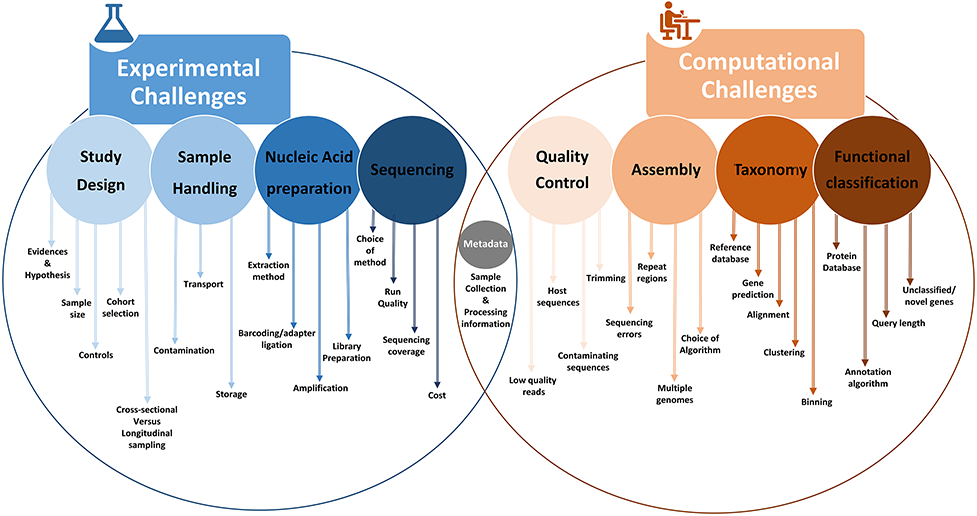 Experimental
Challenges
Computational
Challenges
Study
Design
Sample
Handling
Nucleic Acid
preparation
Sequencing
Quality
Control
Assembly
Taxonomy
Functional
classification
Metadata
Sample
Collection
&
Processing
information
Evidences
&
Hypothesis
Sample
size
Controls
Cohort
selection
Cross-sectional
Versus
Longitudinal
sampling
Contamination
Transport
Storage
Extraction
method
Barcoding/adapter
ligation
Amplification
Library
Preparation
Choice
of
method
Run
Quality
Sequencing
coverage
Cost
Low quality
reads
Host
sequences
Contaminating
sequences
Trimming
Sequencing
errors
Repeat
regions
Multiple
genomes
Choice of
Algorithm
Reference
database
Gene
prediction
Alignment
Clustering
Binning
Protein
Database
Annotation
algorithm
Query length
Unclassified/
novel genes